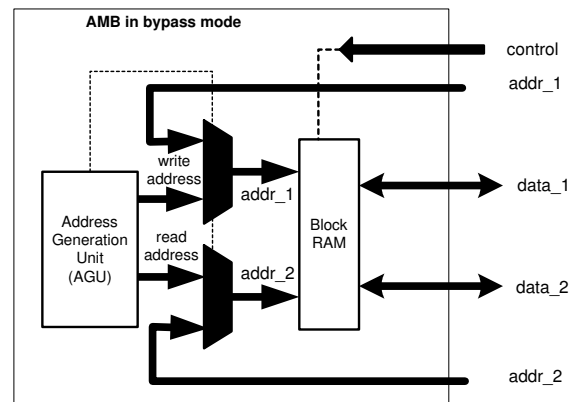 AMB in bypass mode
control
addr_1
write
address
addr_1
data_1
Address
Generation
Unit
(AGU)
Block
RAM
read
address
addr_2
data_2
addr_2